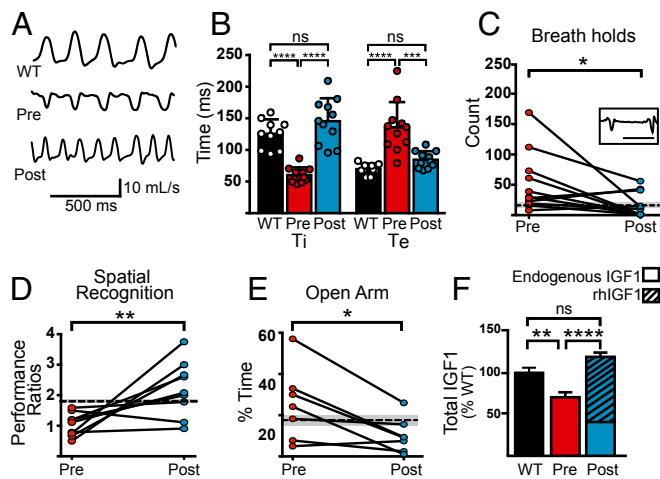 A
WT
Pre
Post
10 mL/s
500 ms
B
ns
ns
**** ****
**** ***
Time (ms)
250
200
150
100
50
WT Pre Post WT Pre Post
Ti Te
C
Breath holds
*
Count
250
200
150
100
50
0
Pre Post
D
Spatial
Recognition
**
Performance
Ratios
4
3
2
1
Pre Post
E
Open Arm
*
% Time
60
40
20
Pre Post
F
Endogenous IGF1
rhIGF1
ns
** ****
Total IGF1
(% WT)
150
100
50
WT Pre Post